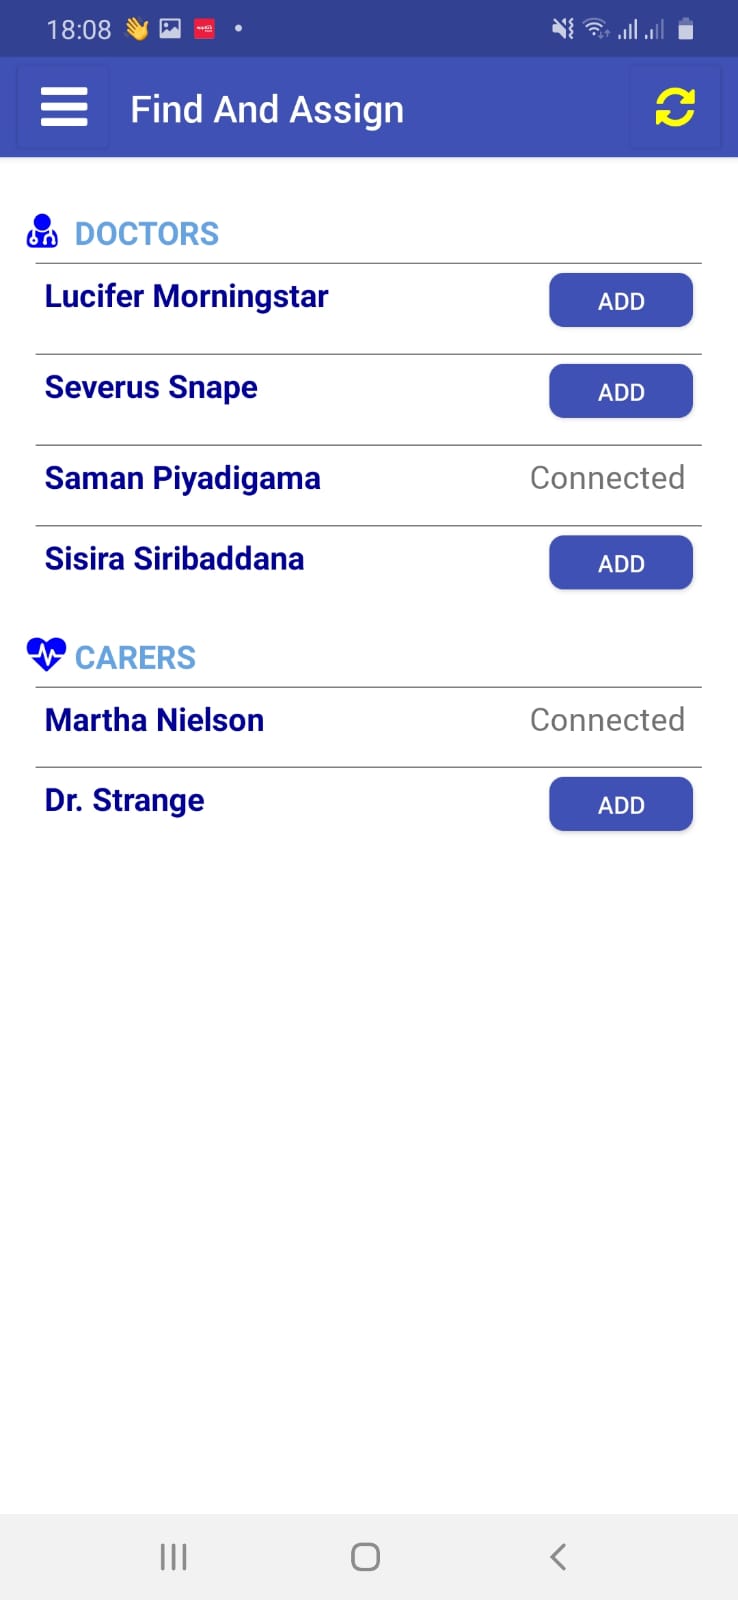 18:08
Find And Assign
DOCTORS
Lucifer Morningstar ADD
Severus Snape ADD
Saman Piyadigama Connected
Sisira Siribaddana ADD
CARERS
Martha Nielson Connected
Dr. Strange ADD